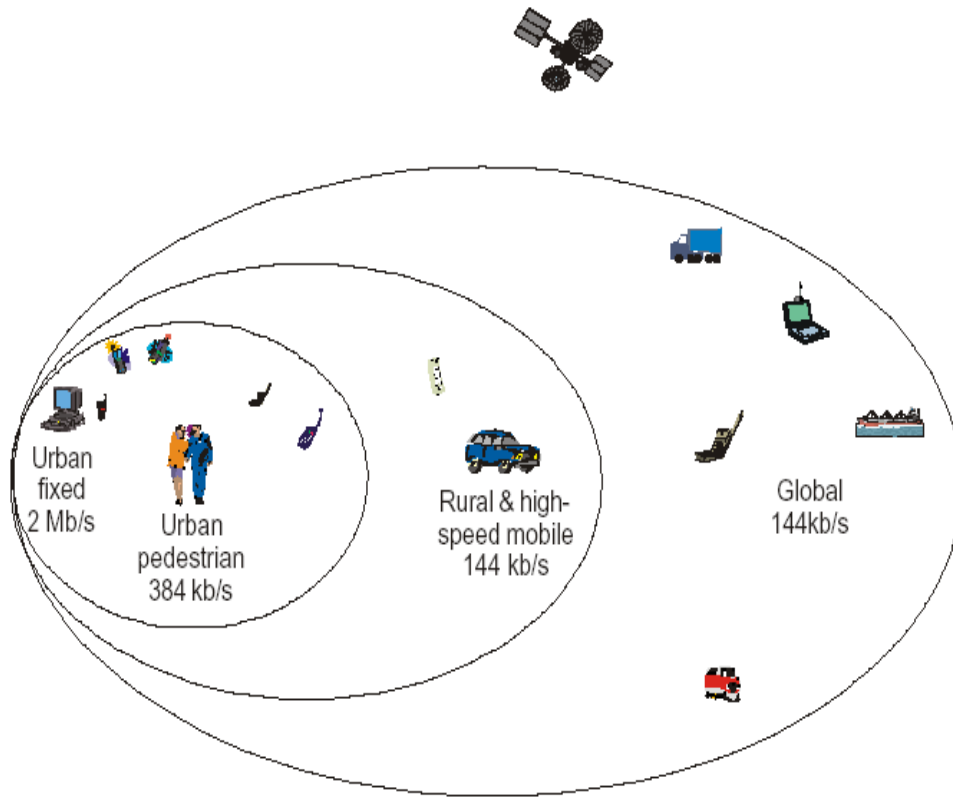 Urban
fixed
2 Mb/s
Urban
pedestrian
384 kb/s
Rural & high-
speed mobile
144 kb/s
Global
144kb/s